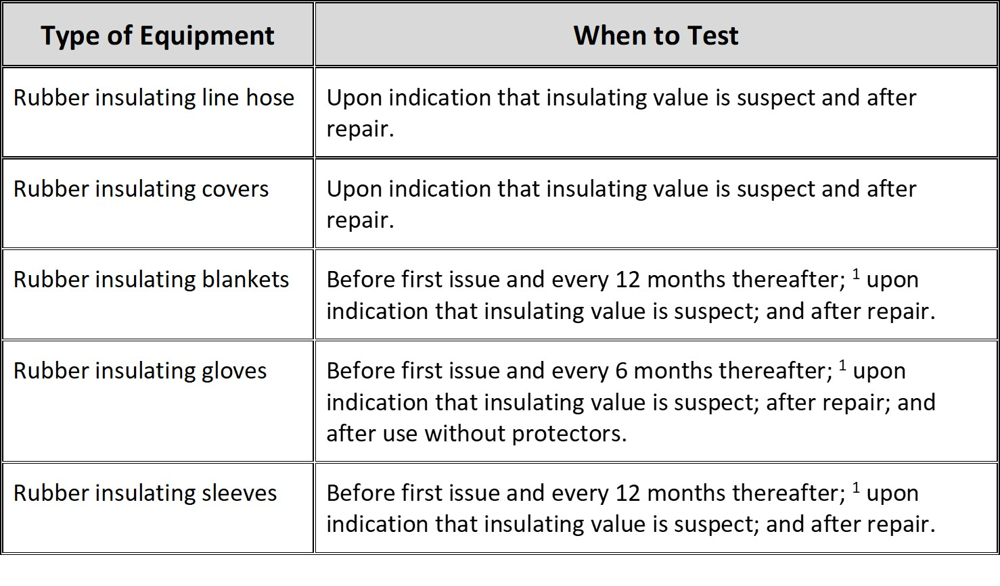 Type of Equipment
When to Test
Rubber insulating line hose
Upon indication that insulating value is suspect and after
repair.
Rubber insulating covers
Upon indication that insulating value is suspect and after
repair.
Rubber insulating blankets
Before first issue and every 12 months thereafter; ¹ upon
indication that insulating value is suspect; and after repair.
Rubber insulating gloves
Before first issue and every 6 months thereafter; ¹ upon
indication that insulating value is suspect; after repair; and
after use without protectors.
Rubber insulating sleeves
Before first issue and every 12 months thereafter; ¹ upon
indication that insulating value is suspect; and after repair.